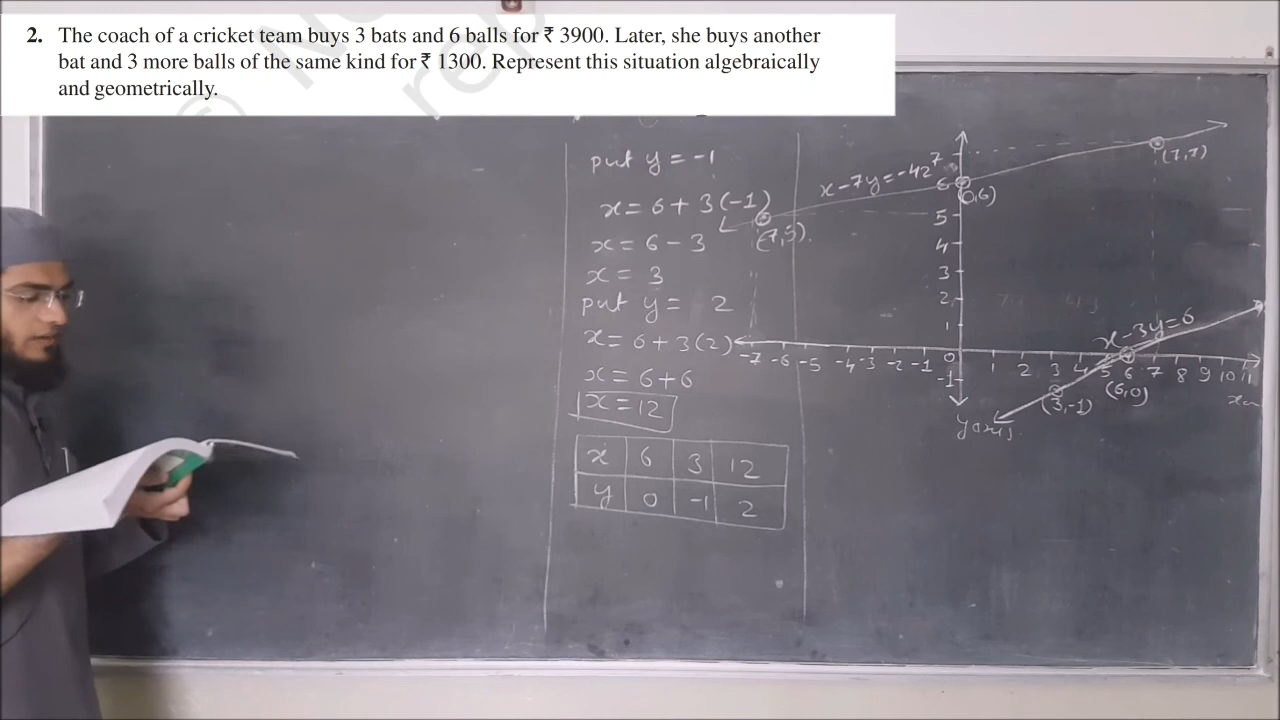 2. The coach of a cricket team buys 3 bats and 6 balls for ₹ 3900. Later, she buys another
bat and 3 more balls of the same kind for ₹ 1300. Represent this situation algebraically
and geometrically.
put y = -1
x = 6 + 3(-1)
x = 6 - 3
x = 3
put y = 2
x = 6 + 3(2)
x = 6 + 6
x = 12
x 6 3 12
y 0 -1 2
x - 7y = -42
(7,7)
(0,6)
7
6
5
4
3
2
1
-1
-7 -6 -5 -4 -3 -2 -1 0 1 2 3 4 5 6 7 8 9 10 11
x - 3y = 6
(6,0)
(3,-1)
y axis